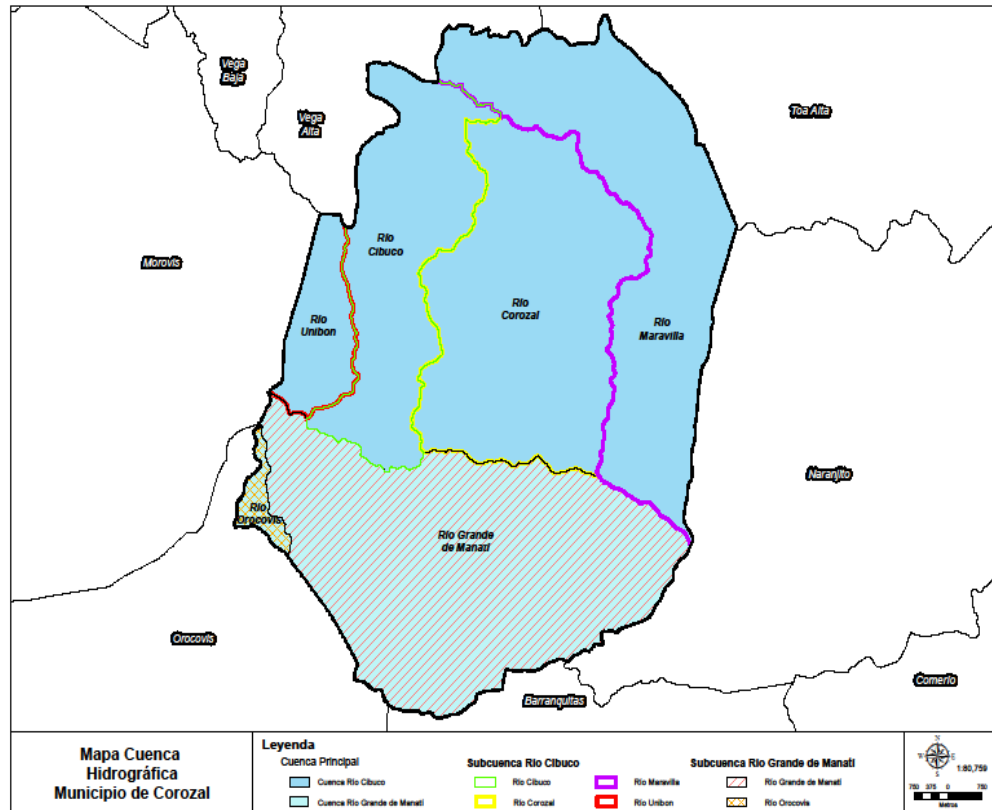 Vega
Baja
Vega
Alta
Toa Alta
Morovis
Río
Cibuco
Río
Unibon
Río
Corozal
Río
Maravilla
Naranjito
Río
Orocovis
Río Grande
de Manatí
Orocovis
Barranquitas
Comerío
Mapa Cuenca
Hidrográfica
Municipio de Corozal
Leyenda
Cuenca Principal
Cuenca Río Cibuco
Cuenca Río Grande de Manatí
Subcuenca Río Cibuco
Río Cibuco
Río Corozal
Río Maravilla
Río Unibon
Subcuenca Río Grande de Manatí
Río Grande de Manatí
Río Orocovis
N
W E
S
1:60,759
750 375 0 750
Metros